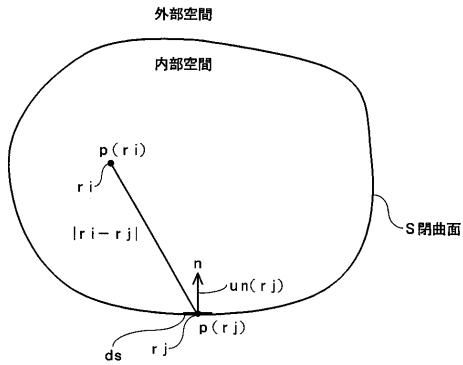 外部空間
内部空間
p(ri)
ri
|ri−rj|
S閉曲面
n
un(rj)
rj
p(rj)
ds